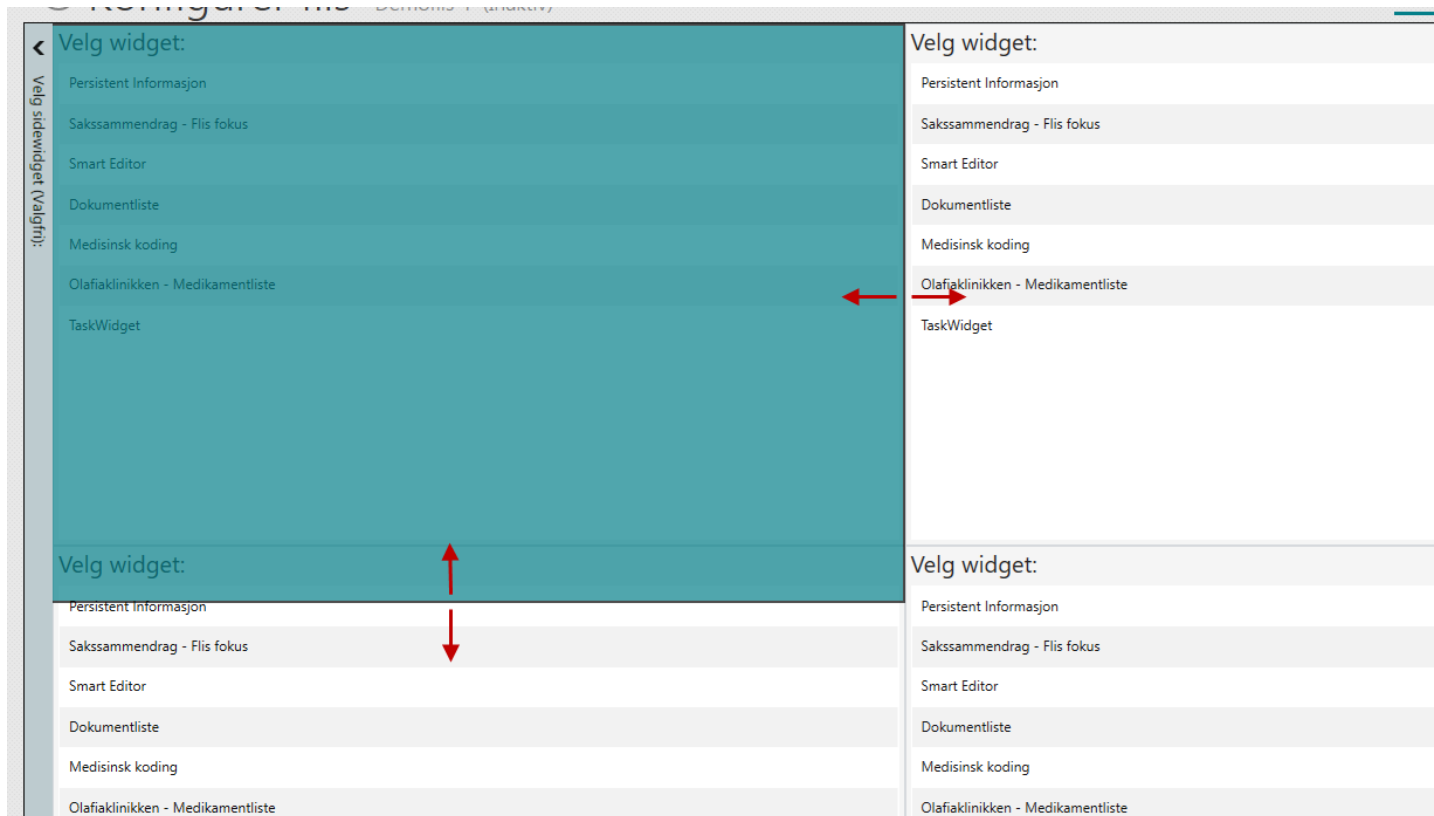 Velg sidewidget (Valgfri):
Velg widget:
Persistent Informasjon
Sakssammendrag - Flis fokus
Smart Editor
Dokumentliste
Medisinsk koding
Olafiaklinikken - Medikamentliste
TaskWidget
Velg widget:
Persistent Informasjon
Sakssammendrag - Flis fokus
Smart Editor
Dokumentliste
Medisinsk koding
Olafiaklinikken - Medikamentliste
TaskWidget
Velg widget:
Persistent Informasjon
Sakssammendrag - Flis fokus
Smart Editor
Dokumentliste
Medisinsk koding
Olafiaklinikken - Medikamentliste
Velg widget:
Persistent Informasjon
Sakssammendrag - Flis fokus
Smart Editor
Dokumentliste
Medisinsk koding
Olafiaklinikken - Medikamentliste